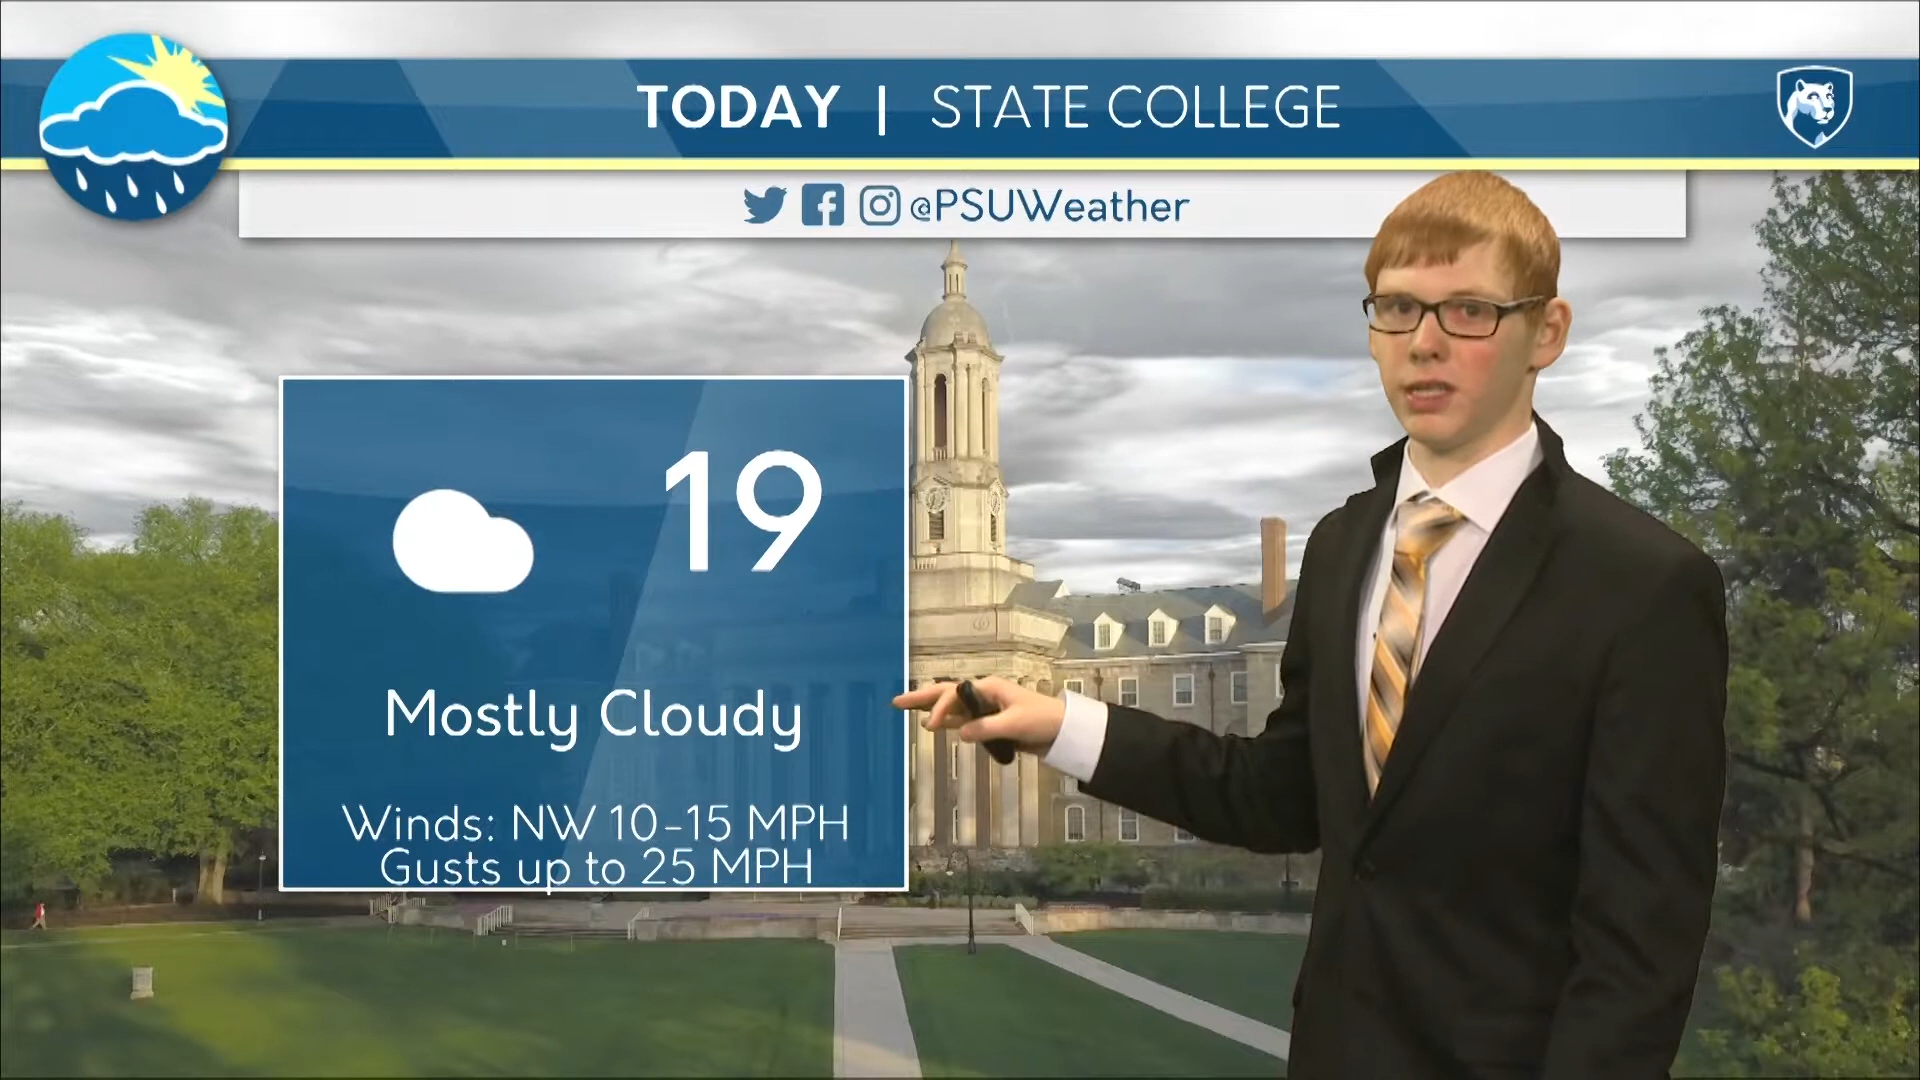 TODAY | STATE COLLEGE
@PSUWeather
19
Mostly Cloudy
Winds: NW 10-15 MPH
Gusts up to 25 MPH